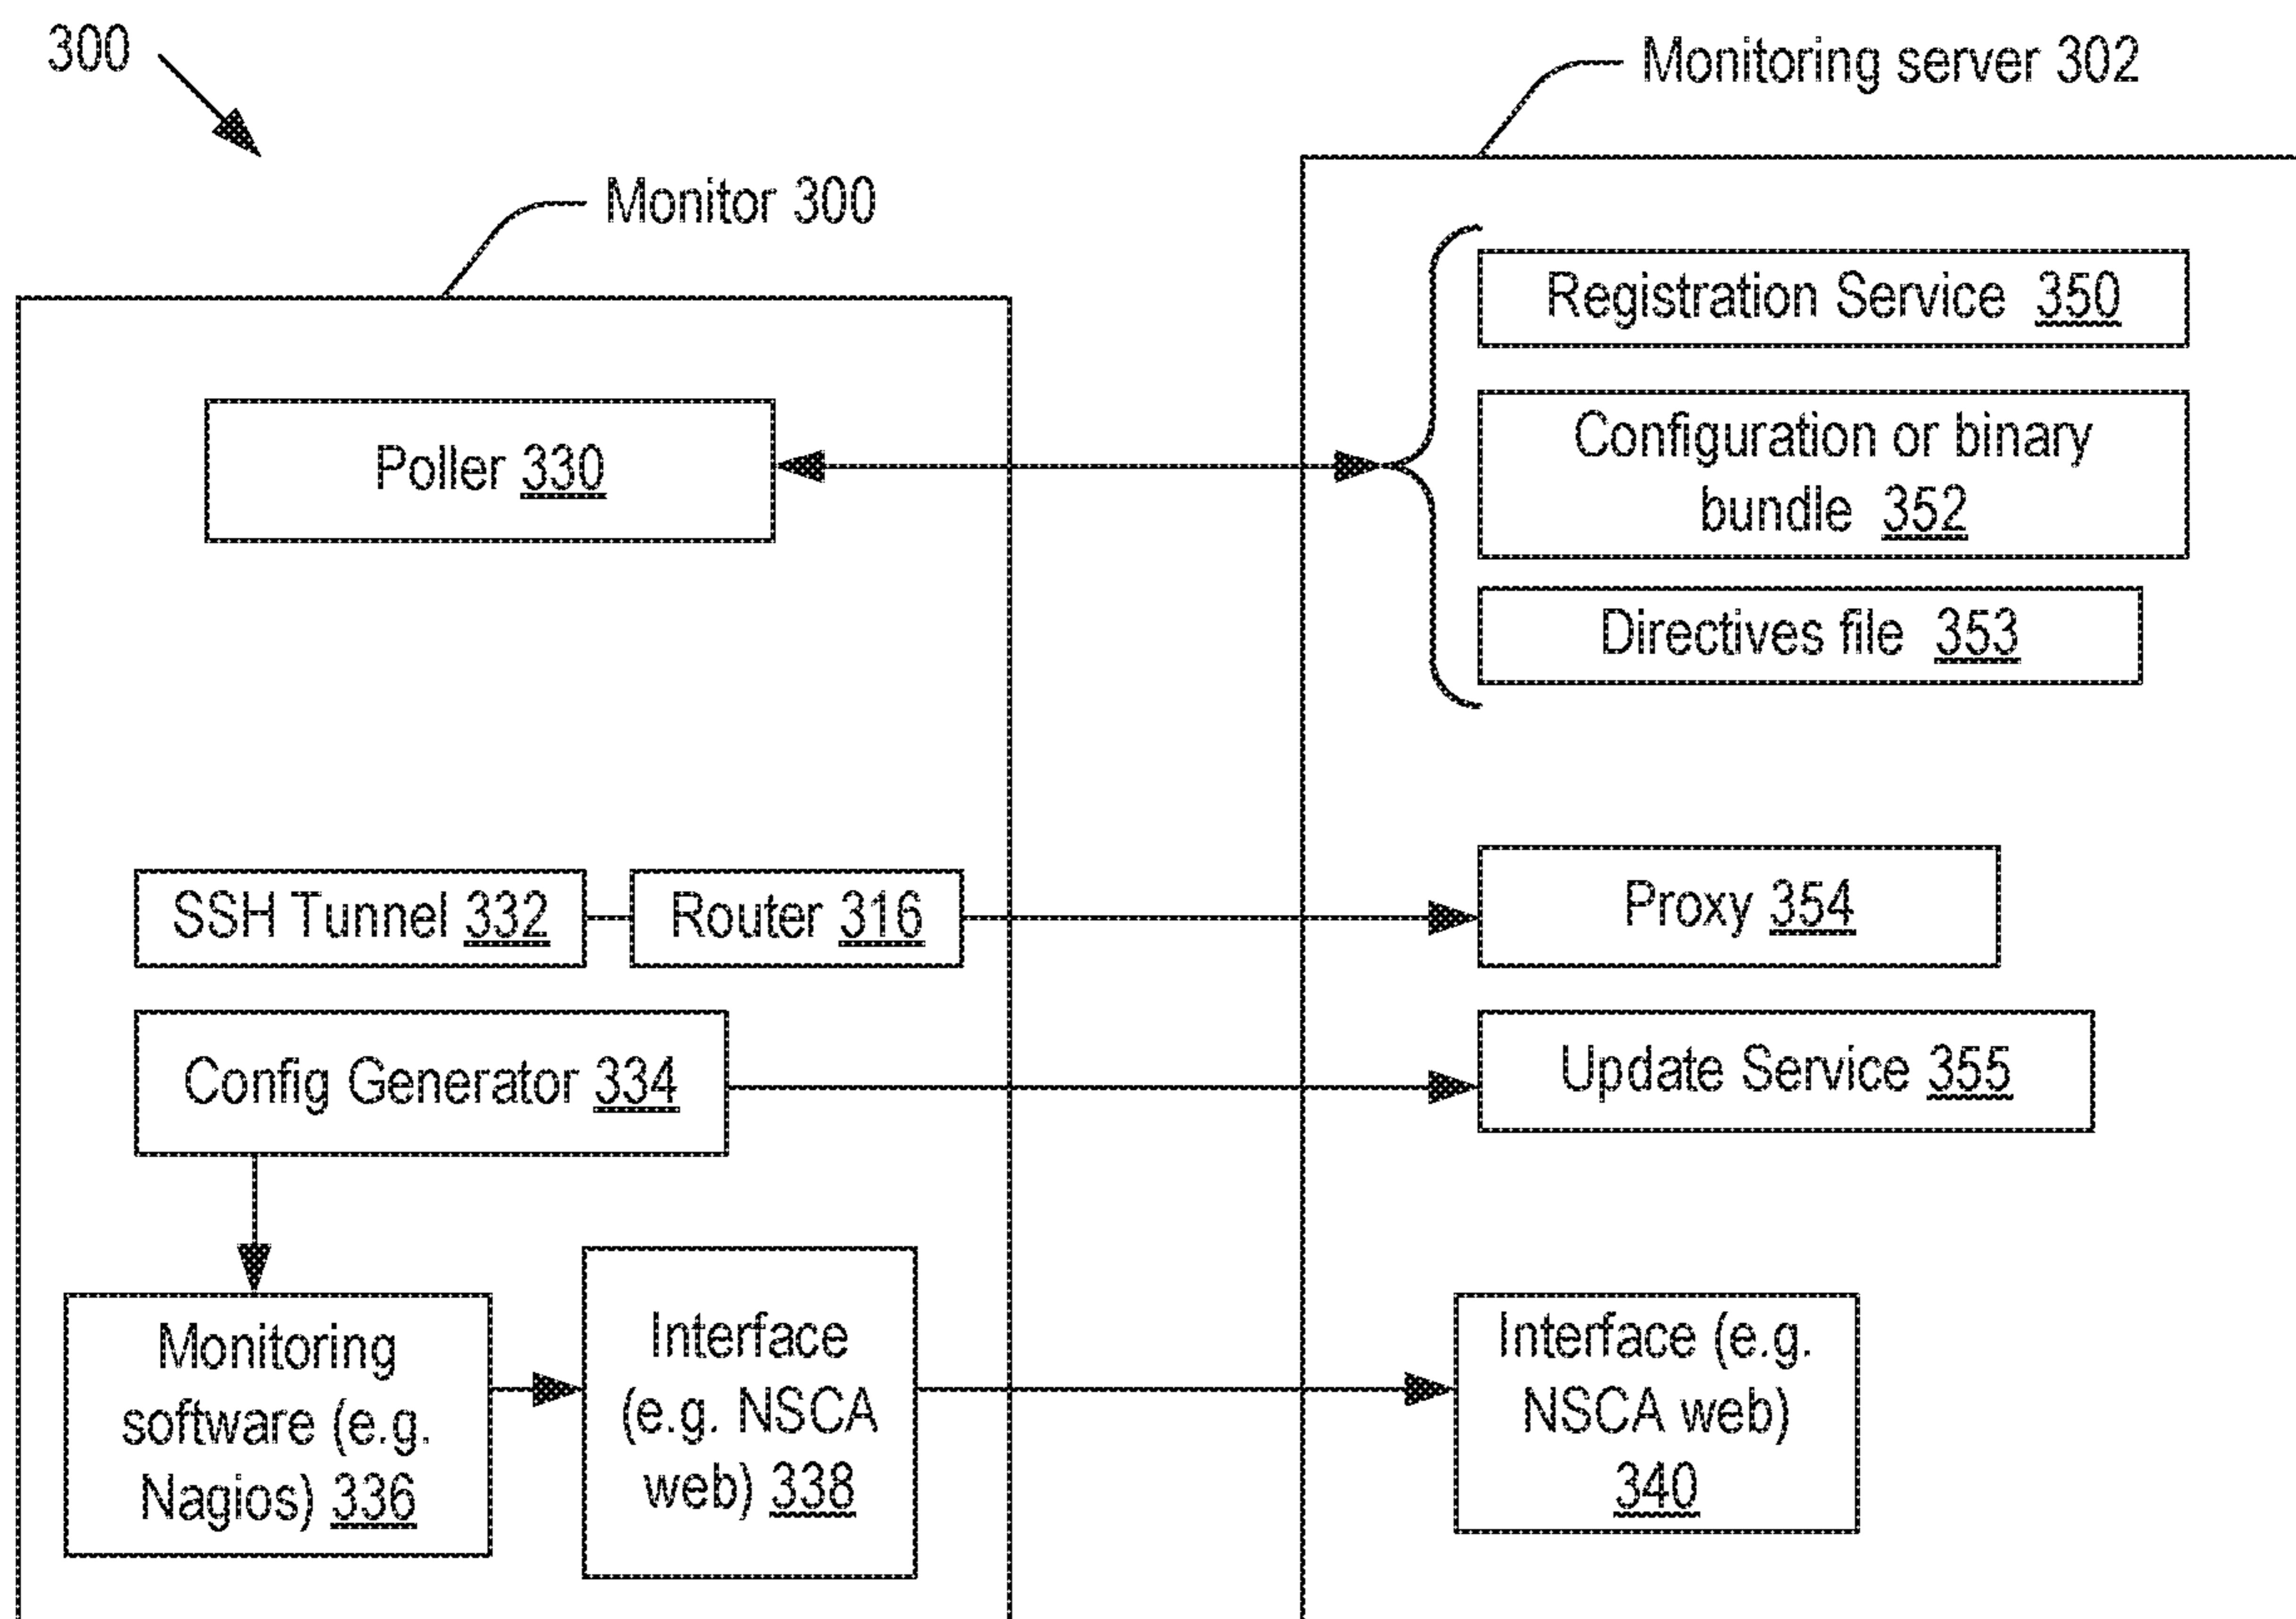 300
Monitoring server 302
Monitor 300
Registration Service 350
Poller 330
Configuration or binary
bundle 352
Directives file 353
SSH Tunnel 332
Router 316
Proxy 354
Config Generator 334
Update Service 355
Monitoring
software (e.g.
Nagios) 336
Interface
(e.g. NSCA
web) 338
Interface (e.g.
NSCA web)
340